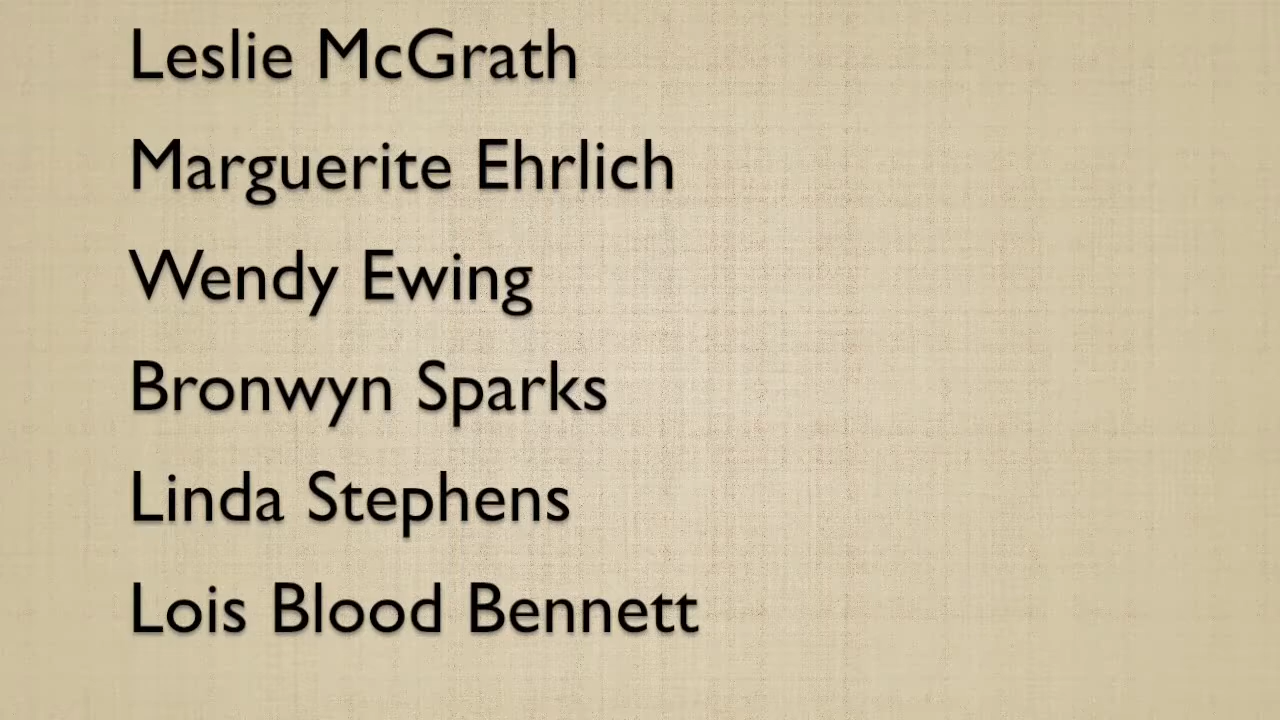 Leslie McGrath
Marguerite Ehrlich
Wendy Ewing
Bronwyn Sparks
Linda Stephens
Lois Blood Bennett